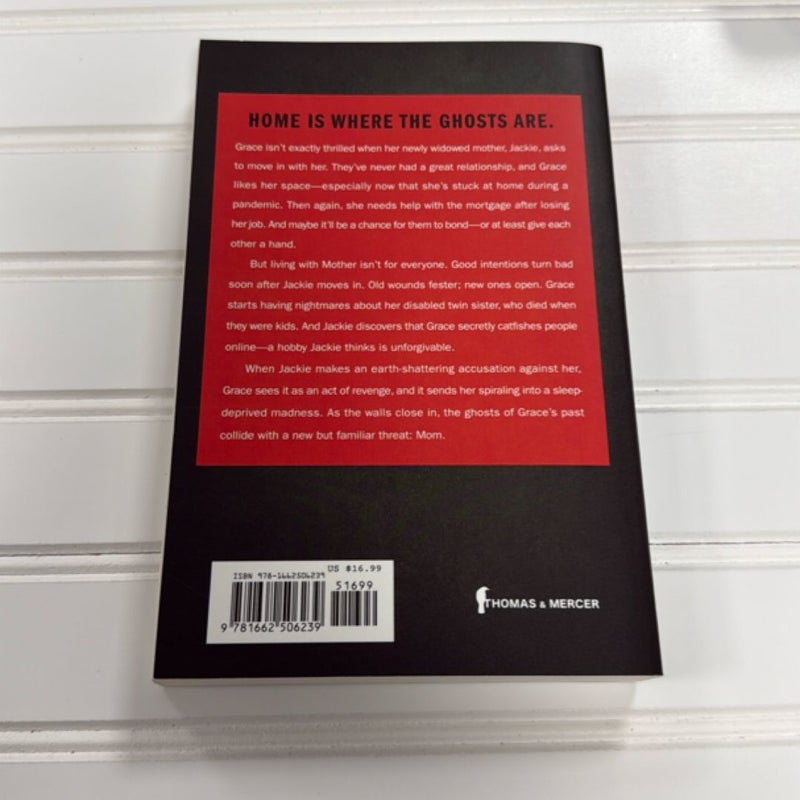 HOME IS WHERE THE GHOSTS ARE.
Grace isn't exactly thrilled when her newly widowed mother, Jackie, asks
to move in with her. They've never had a great relationship, and Grace
likes her space—especially now that she's stuck at home during a
pandemic. Then again, she needs help with the mortgage after losing
her job. And maybe it'll be a chance for them to bond—or at least give each
other a hand.
But living with Mother isn't for everyone. Good intentions turn bad
soon after Jackie moves in. Old wounds fester; new ones open. Grace
starts having nightmares about her disabled twin sister, who died when
they were kids. And Jackie discovers that Grace secretly catfishes people
online—a hobby Jackie thinks is unforgivable.
When Jackie makes an earth-shattering accusation against her,
Grace sees it as an act of revenge, and it sends her spiraling into a sleep-
deprived madness. As the walls close in, the ghosts of Grace's past
collide with a new but familiar threat: Mom.
US $16.99
ISBN 978-1662506239
51699
9 781662 506239
THOMAS & MERCER